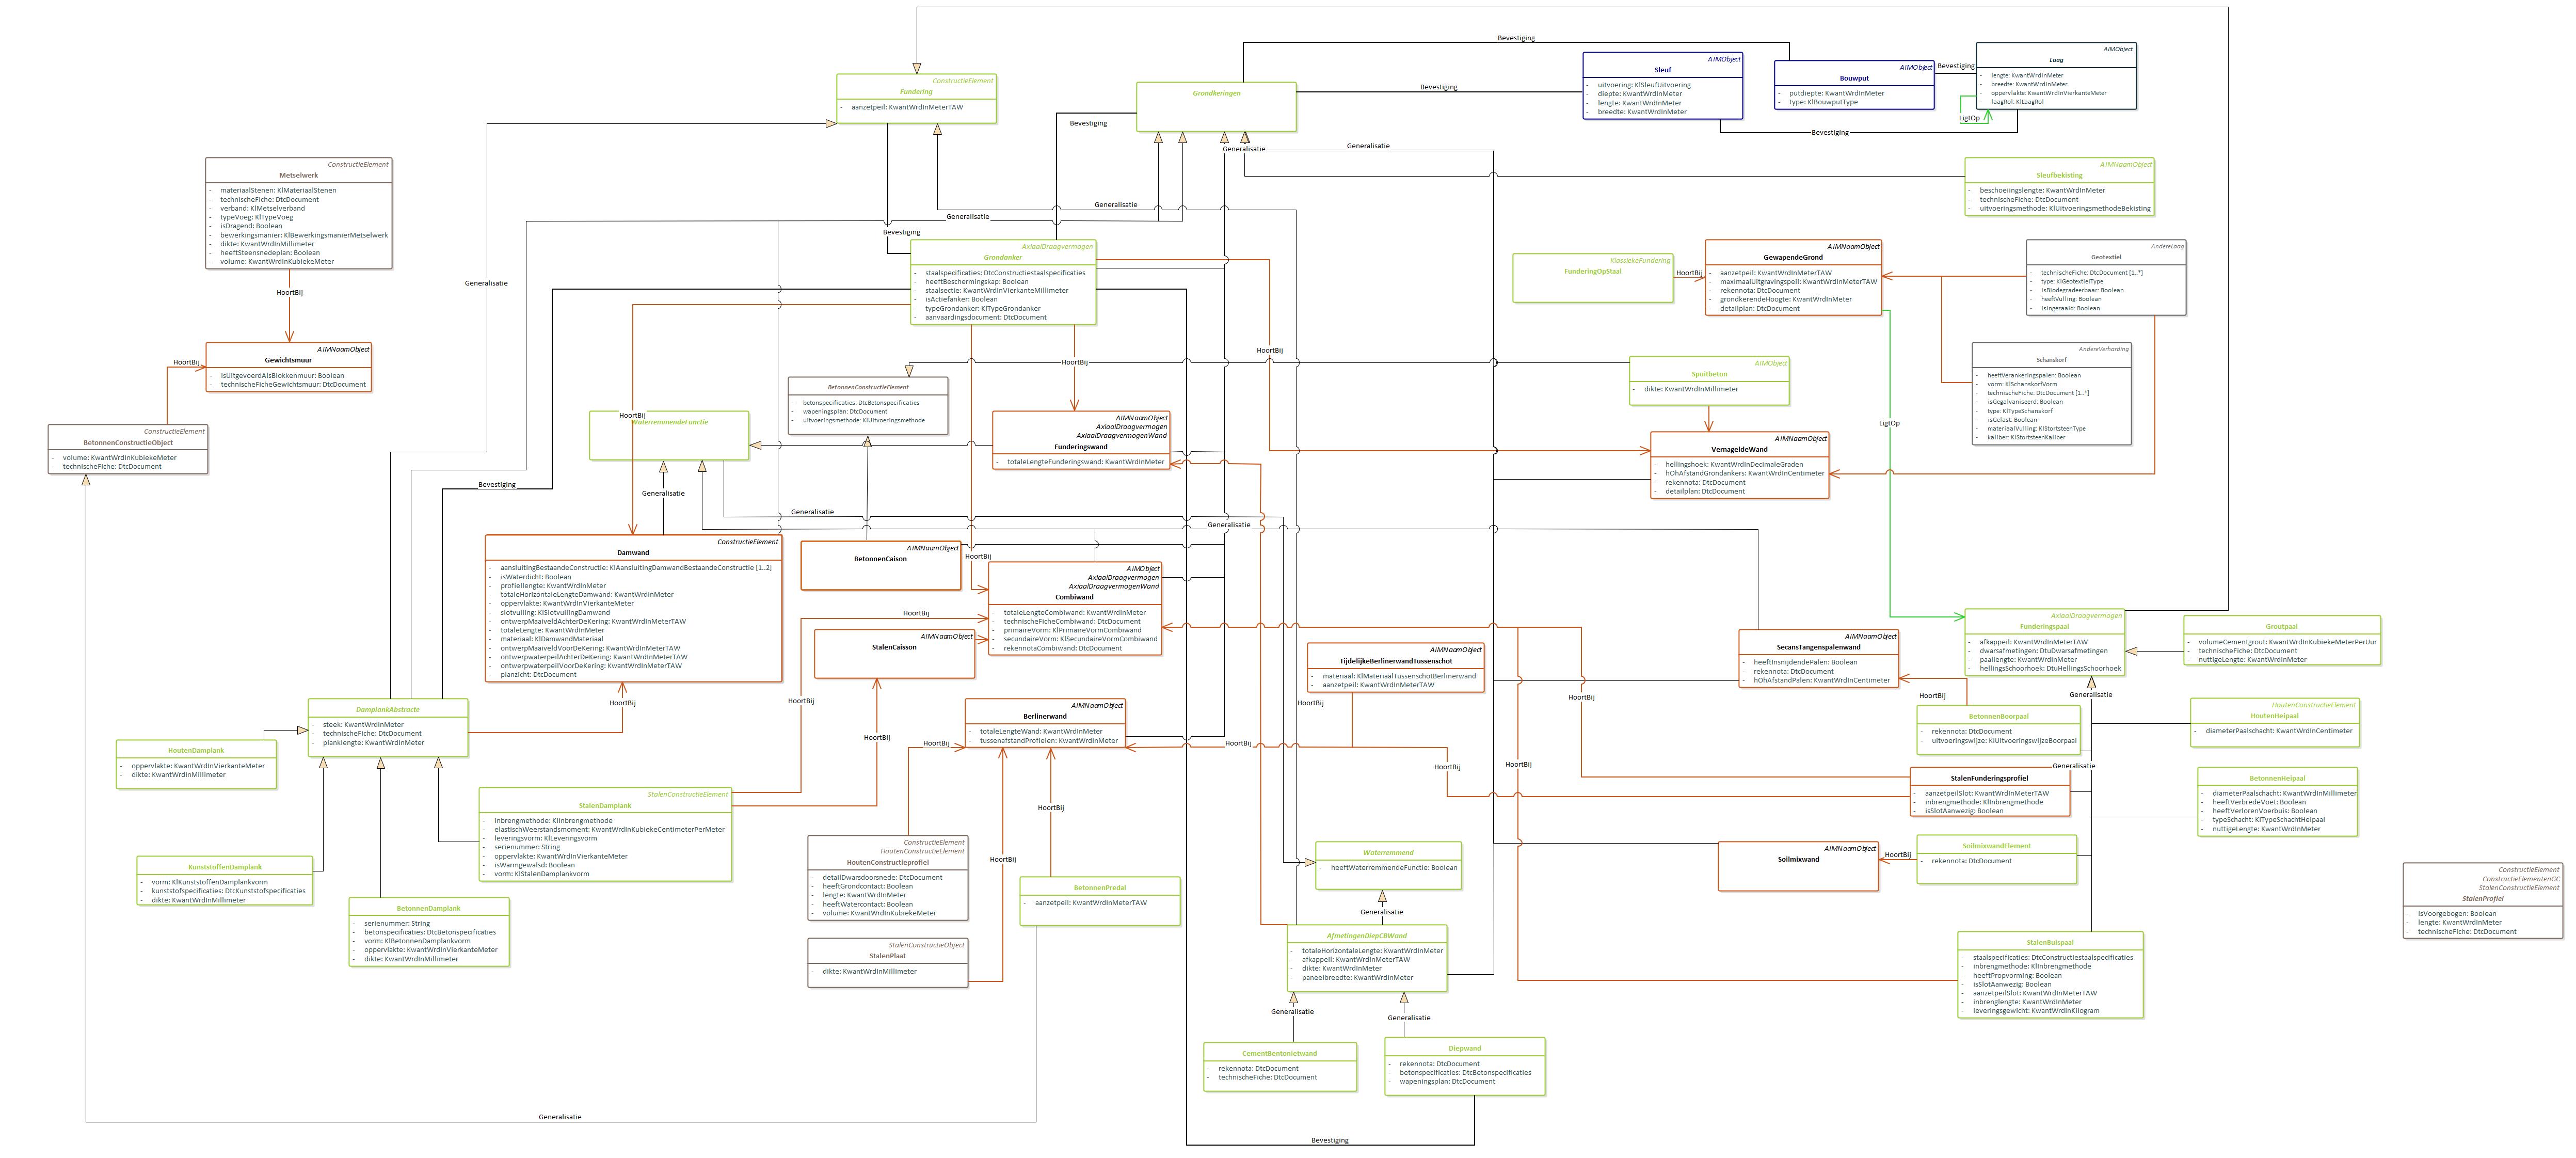 Bevestiging
ConstructieElement
Fundering
- aanzetpeil: KwantWrdInMeterTAW
Grondkeringen
Bevestiging
AIMObject
Sleuf
- uitvoering: KlSleufUitvoering
- diepte: KwantWrdInMeter
- lengte: KwantWrdInMeter
- breedte: KwantWrdInMeter
AIMObject
Bouwput
- putdiepte: KwantWrdInMeter
- type: KlBouwputType
Bevestiging
AIMObject
Laag
- lengte: KwantWrdInMeter
- breedte: KwantWrdInMeter
- oppervlakte: KwantWrdInVierkanteMeter
- laagRol: KlLaagRol
LigtOp
Bevestiging
Bevestiging
Generalisatie
Generalisatie
AIMNaamObject
Sleufbekisting
- beschoeiingslengte: KwantWrdInMeter
- technischeFiche: DtcDocument
- uitvoeringsmethode: KlUitvoeringsmethodeBekisting
ConstructieElement
Metselwerk
- materiaalStenen: KlMateriaalStenen
- technischeFiche: DtcDocument
- verband: KlMetselverband
- typeVoeg: KlTypeVoeg
- isDragend: Boolean
- bewerkingsmanier: KlBewerkingsmanierMetselwerk
- dikte: KwantWrdInMillimeter
- heeftSteensnedeplan: Boolean
- volume: KwantWrdInKubiekeMeter
Generalisatie
Generalisatie
Bevestiging
Generalisatie
HoortBij
AxiaalDraagvermogen
Grondanker
- staalspecificaties: DtcConstructiestaalspecificaties
- heeftBeschermingskap: Boolean
- staalsectie: KwantWrdInVierkanteMillimeter
- isActiefanker: Boolean
- typeGrondanker: KlTypeGrondanker
- aanvaardingsdocument: DtcDocument
KlassiekeFundering
FunderingOpStaal
HoortBij
AIMNaamObject
GewapendeGrond
- aanzetpeil: KwantWrdInMeterTAW
- maximaalUitgravingspeil: KwantWrdInMeterTAW
- rekennota: DtcDocument
- grondkerendeHoogte: KwantWrdInMeter
- detailplan: DtcDocument
AndereLaag
Geotextiel
- technischeFiche: DtcDocument [1..*]
- type: KlGeotextielType
- isBiodegradeerbaar: Boolean
- heeftVulling: Boolean
- isIngezaaid: Boolean
AIMNaamObject
Gewichtsmuur
- isUitgevoerdAlsBlokkenmuur: Boolean
- technischeFicheGewichtsmuur: DtcDocument
HoortBij
HoortBij
HoortBij
AndereVerharding
Schanskorf
- heeftVerankeringspalen: Boolean
- vorm: KlSchanskorfVorm
- technischeFiche: DtcDocument [1..*]
- isGegalvaniseerd: Boolean
- type: KlTypeSchanskorf
- isGelast: Boolean
- materiaalVulling: KlStortsteenType
- kaliber: KlStortsteenKaliber
AIMObject
Spuitbeton
- dikte: KwantWrdInMillimeter
BetonnenConstructieElement
- betonspecificaties: DtcBetonspecificaties
- wapeningsplan: DtcDocument
- uitvoeringsmethode: KlUitvoeringsmethode
HoortBij
WaterremmendeFunctie
AIMNaamObject
AxiaalDraagvermogen
AxiaalDraagvermogenWand
Funderingswand
- totaleLengteFunderingswand: KwantWrdInMeter
LigtOp
ConstructieElement
BetonnenConstructieObject
- volume: KwantWrdInKubiekeMeter
- technischeFiche: DtcDocument
AIMNaamObject
VernageldeWand
- hellingshoek: KwantWrdInDecimaleGraden
- hOhAfstandGrondankers: KwantWrdInCentimeter
- rekennota: DtcDocument
- detailplan: DtcDocument
Bevestiging
Generalisatie
Generalisatie
Generalisatie
ConstructieElement
Damwand
- aansluitingBestaandeConstructie: KlAansluitingDamwandBestaandeConstructie [1..2]
- isWaterdicht: Boolean
- profiellengte: KwantWrdInMeter
- totaleHorizontaleLengteDamwand: KwantWrdInMeter
- oppervlakte: KwantWrdInVierkanteMeter
- slotvulling: KlSlotvullingDamwand
- ontwerpMaaiveldAchterDeKering: KwantWrdInMeterTAW
- totaleLengte: KwantWrdInMeter
- materiaal: KlDamwandMateriaal
- ontwerpMaaiveldVoorDeKering: KwantWrdInMeterTAW
- ontwerpwaterpeilAchterDeKering: KwantWrdInMeterTAW
- ontwerpwaterpeilVoorDeKering: KwantWrdInMeterTAW
- planzicht: DtcDocument
AIMNaamObject
BetonnenCaison
HoortBij
AIMObject
AxiaalDraagvermogen
AxiaalDraagvermogenWand
Combiwand
- totaleLengteCombiwand: KwantWrdInMeter
- technischeFicheCombiwand: DtcDocument
- primaireVorm: KlPrimaireVormCombiwand
- secundaireVorm: KlSecundaireVormCombiwand
- rekennotaCombiwand: DtcDocument
HoortBij
AIMNaamObject
StalenCaisson
AIMNaamObject
TijdelijkeBerlinerwandTussenschot
- materiaal: KlMateriaalTussenschotBerlinerwand
- aanzetpeil: KwantWrdInMeterTAW
AIMNaamObject
SecansTangenspalenwand
- heeftInsnijdendePalen: Boolean
- rekennota: DtcDocument
- hOhAfstandPalen: KwantWrdInCentimeter
AxiaalDraagvermogen
Funderingspaal
- afkappeil: KwantWrdInMeterTAW
- dwarsafmetingen: DtuDwarsafmetingen
- paallengte: KwantWrdInMeter
- hellingsSchoorhoek: DtuHellingsSchoorhoek
Groutpaal
- volumeCementgrout: KwantWrdInKubiekeMeterPerUur
- technischeFiche: DtcDocument
- nuttigeLengte: KwantWrdInMeter
DamplankAbstracte
- steek: KwantWrdInMeter
- technischeFiche: DtcDocument
- planklengte: KwantWrdInMeter
HoortBij
HoortBij
HoortBij
AIMNaamObject
Berlinerwand
- totaleLengteWand: KwantWrdInMeter
- tussenafstandProfielen: KwantWrdInMeter
HoortBij
HoortBij
HoortBij
Generalisatie
BetonnenBoorpaal
- rekennota: DtcDocument
- uitvoeringswijze: KlUitvoeringswijzeBoorpaal
HoutenConstructieElement
HoutenHeipaal
- diameterPaalschacht: KwantWrdInCentimeter
HoutenDamplank
- oppervlakte: KwantWrdInVierkanteMeter
- dikte: KwantWrdInMillimeter
HoortBij
HoortBij
HoortBij
HoortBij
HoortBij
Generalisatie
StalenFunderingsprofiel
- aanzetpeilSlot: KwantWrdInMeterTAW
- inbrengmethode: KlInbrengmethode
- isSlotAanwezig: Boolean
BetonnenHeipaal
- diameterPaalschacht: KwantWrdInMillimeter
- heeftVerbredeVoet: Boolean
- heeftVerlorenVoerbuis: Boolean
- typeSchacht: KlTypeSchachtHeipaal
- nuttigeLengte: KwantWrdInMeter
StalenConstructieElement
StalenDamplank
- inbrengmethode: KlInbrengmethode
- elastischWeerstandsmoment: KwantWrdInKubiekeCentimeterPerMeter
- leveringsvorm: KlLeveringsvorm
- serienummer: String
- oppervlakte: KwantWrdInVierkanteMeter
- isWarmgewalsd: Boolean
- vorm: KlStalenDamplankvorm
HoortBij
KunststoffenDamplank
- vorm: KlKunststoffenDamplankvorm
- kunststofspecificaties: DtcKunststofspecificaties
- dikte: KwantWrdInMillimeter
ConstructieElement
HoutenConstructieElement
HoutenConstructieprofiel
- detailDwarsdoorsnede: DtcDocument
- heeftGrondcontact: Boolean
- lengte: KwantWrdInMeter
- heeftWatercontact: Boolean
- volume: KwantWrdInKubiekeMeter
HoortBij
BetonnenPredal
- aanzetpeil: KwantWrdInMeterTAW
Waterremmend
- heeftWaterremmendeFunctie: Boolean
AIMNaamObject
Soilmixwand
HoortBij
SoilmixwandElement
- rekennota: DtcDocument
ConstructieElement
ConstructieElementenGC
StalenConstructieElement
StalenProfiel
- isVoorgebogen: Boolean
- lengte: KwantWrdInMeter
- technischeFiche: DtcDocument
BetonnenDamplank
- serienummer: String
- betonspecificaties: DtcBetonspecificaties
- vorm: KlBetonnenDamplankvorm
- oppervlakte: KwantWrdInVierkanteMeter
- dikte: KwantWrdInMillimeter
Generalisatie
AfmetingenDiepCBWand
- totaleHorizontaleLengte: KwantWrdInMeter
- afkappeil: KwantWrdInMeterTAW
- dikte: KwantWrdInMeter
- paneelbreedte: KwantWrdInMeter
StalenConstructieObject
StalenPlaat
- dikte: KwantWrdInMillimeter
StalenBuispaal
- staalspecificaties: DtcConstructiestaalspecificaties
- inbrengmethode: KlInbrengmethode
- heeftPropvorming: Boolean
- isSlotAanwezig: Boolean
- aanzetpeilSlot: KwantWrdInMeterTAW
- inbrenglengte: KwantWrdInMeter
- leveringsgewicht: KwantWrdInKilogram
Generalisatie
Generalisatie
CementBentonietwand
- rekennota: DtcDocument
- technischeFiche: DtcDocument
Diepwand
- rekennota: DtcDocument
- betonspecificaties: DtcBetonspecificaties
- wapeningsplan: DtcDocument
Generalisatie
Bevestiging